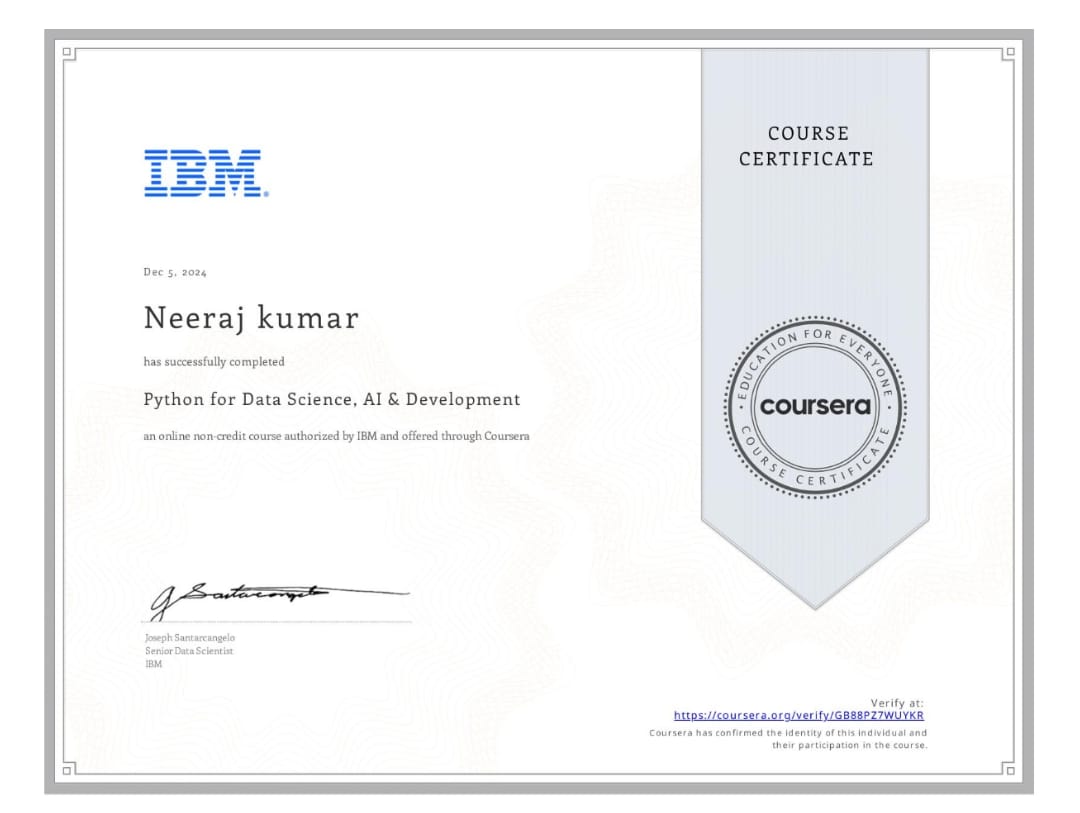 IBM
COURSE
CERTIFICATE
Dec 5, 2024
Neeraj kumar
has successfully completed
Python for Data Science, AI & Development
an online non-credit course authorized by IBM and offered through Coursera
EDUCATION FOR EVERYONE
coursera
COURSE CERTIFICATE
J Santarcangelo
Joseph Santarcangelo
Senior Data Scientist
IBM
Verify at:
https://coursera.org/verify/GB88PZ7WUYKR
Coursera has confirmed the identity of this individual and
their participation in the course.